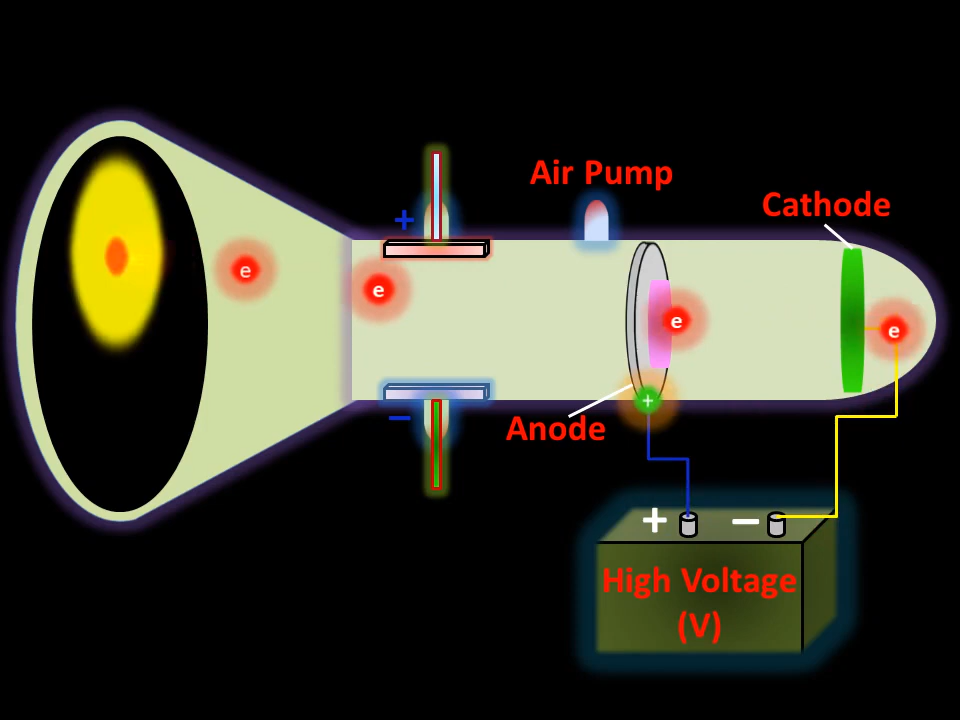 Air Pump
Cathode
+
e
e
e
e
+
−
Anode
+ −
High Voltage
(V)